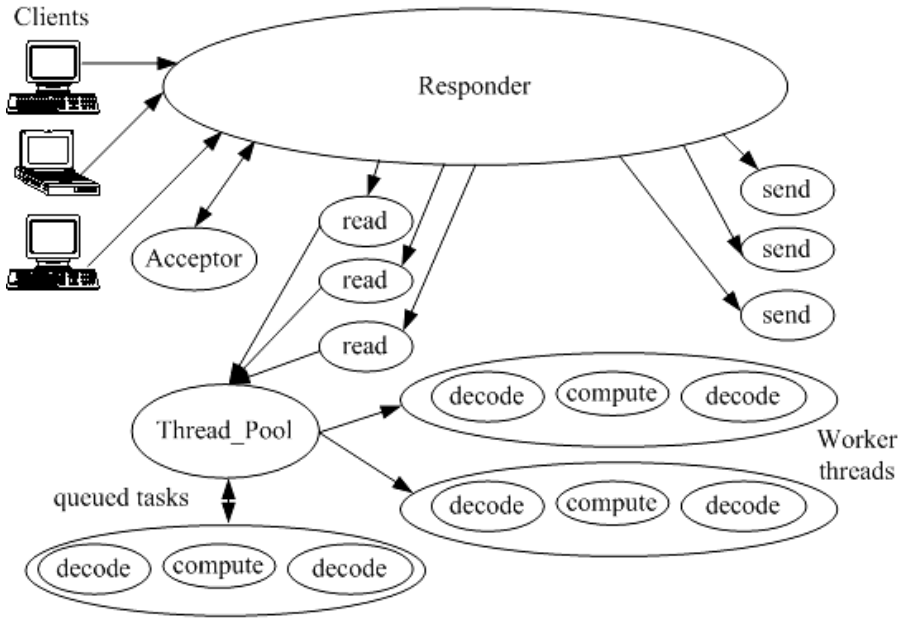 Clients
Responder
send
read
Acceptor
send
read
send
read
decode compute decode
Thread_Pool
Worker
threads
queued tasks
decode compute decode
decode compute decode